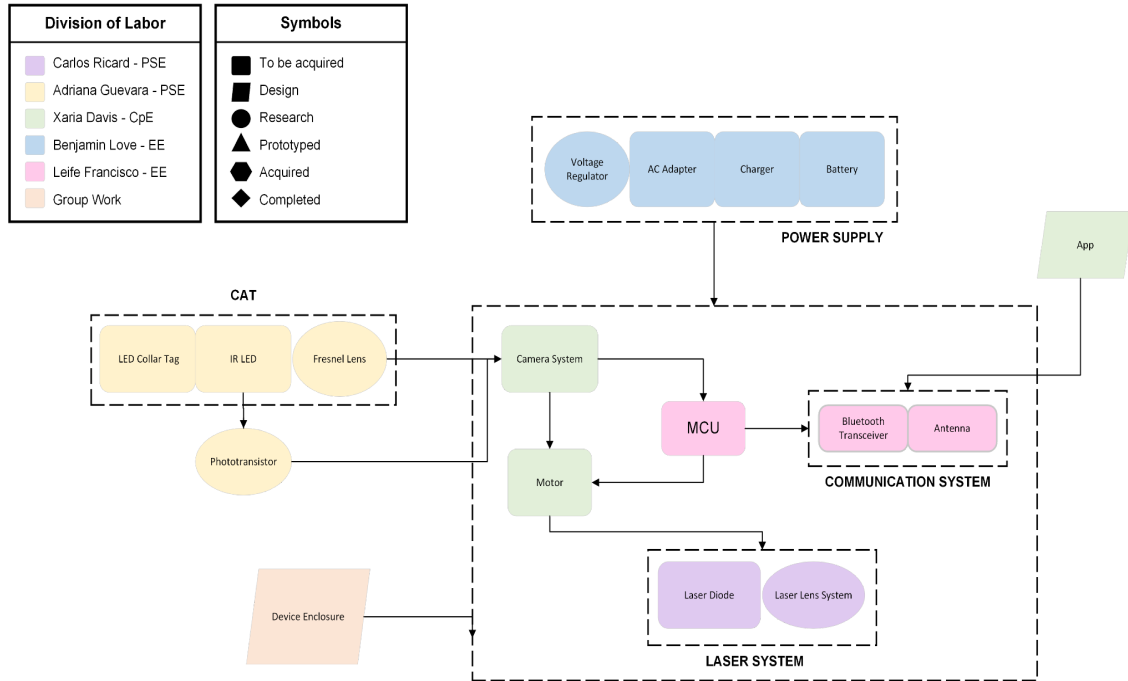 Division of Labor
Carlos Ricard - PSE
Adriana Guevara - PSE
Xaria Davis - CpE
Benjamin Love - EE
Leife Francisco - EE
Group Work
Symbols
To be acquired
Design
Research
Prototyped
Acquired
Completed
Voltage
Regulator
AC Adapter
Charger
Battery
POWER SUPPLY
App
CAT
LED Collar Tag
IR LED
Fresnel Lens
Phototransistor
Camera System
MCU
Motor
Bluetooth
Transceiver
Antenna
COMMUNICATION SYSTEM
Device Enclosure
Laser Diode
Laser Lens System
LASER SYSTEM